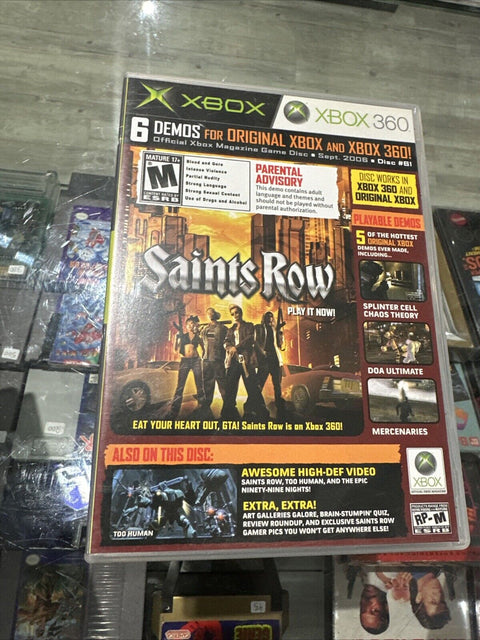 XBOX XBOX 360
6 DEMOS FOR ORIGINAL XBOX AND XBOX 360!
Official Xbox Magazine Game Disc • Sept. 2006 • Disc #61
MATURE 17+
M
CONTENT RATED BY
ESRB
Blood and Gore
Intense Violence
Partial Nudity
Strong Language
Strong Sexual Content
Use of Drugs and Alcohol
PARENTAL
ADVISORY
This demo contains adult
language and themes and
should not be played without
parental authorization.
DISC WORKS IN
XBOX 360 AND
ORIGINAL XBOX
PLAYABLE DEMOS
5 OF THE HOTTEST
ORIGINAL XBOX
DEMOS EVER MADE,
INCLUDING...
SPLINTER CELL
CHAOS THEORY
DOA ULTIMATE
MERCENARIES
Saints Row
PLAY IT NOW!
EAT YOUR HEART OUT, GTA! Saints Row is on Xbox 360!
ALSO ON THIS DISC:
TOO HUMAN
AWESOME HIGH-DEF VIDEO
SAINTS ROW, TOO HUMAN, AND THE EPIC
NINETY-NINE NIGHTS!
EXTRA, EXTRA!
ART GALLERIES GALORE, BRAIN-STUMPIN' QUIZ,
REVIEW ROUNDUP, AND EXCLUSIVE SAINTS ROW
GAMER PICS YOU WON'T GET ANYWHERE ELSE!
XBOX
OFFICIAL XBOX MAGAZINE
RP-M
ESRB